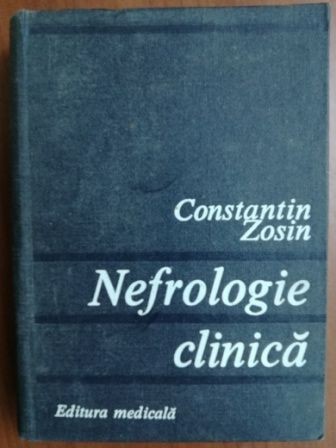 Constantin
Zosin
Nefrologie
clinică
Editura medicală